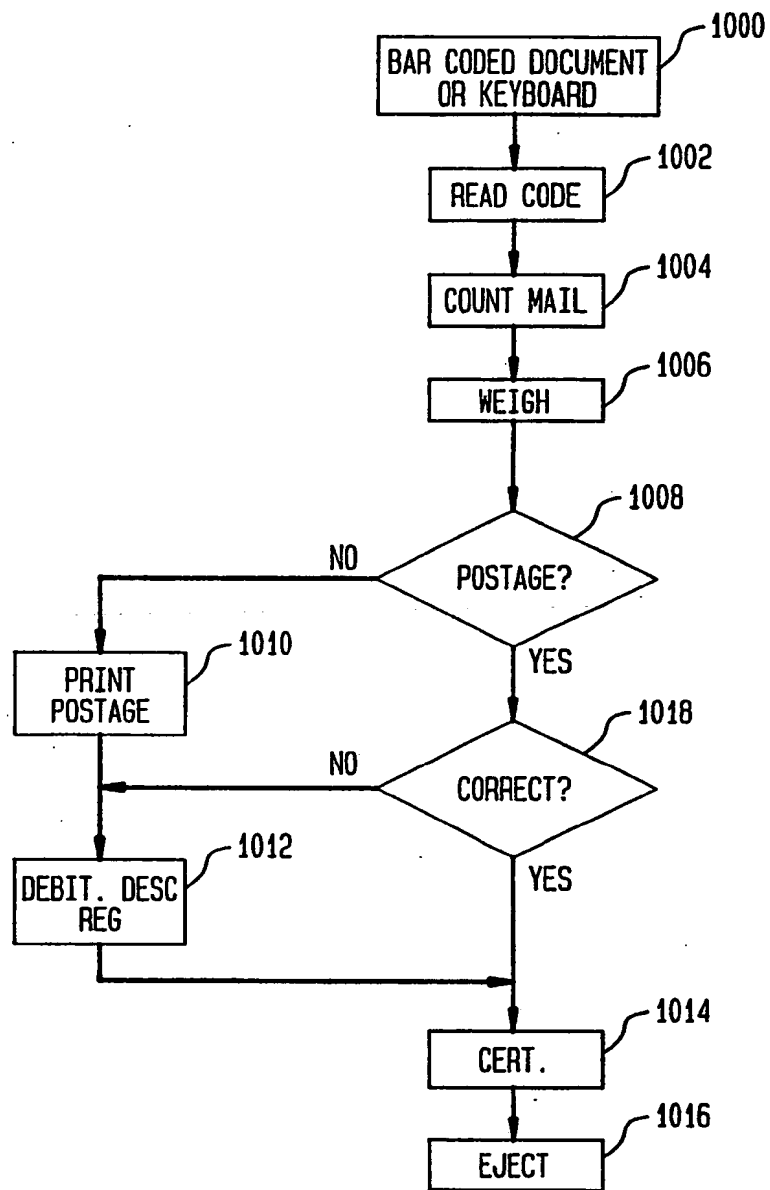 1000
BAR CODED DOCUMENT
OR KEYBOARD
1002
READ CODE
1004
COUNT MAIL
1006
WEIGH
1008
POSTAGE?
NO
YES
1010
PRINT
POSTAGE
1018
CORRECT?
NO
YES
1012
DEBIT. DESC
REG
1014
CERT.
1016
EJECT